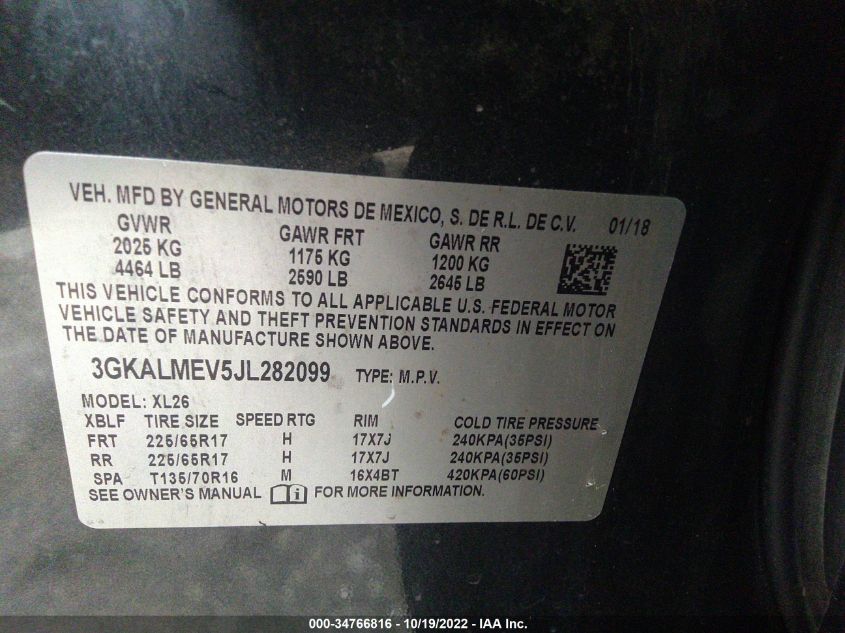 VEH. MFD BY GENERAL MOTORS DE MEXICO, S. DE R.L. DE C.V. 01/18
GVWR GAWR FRT GAWR RR
2025 KG 1175 KG 1200 KG
4464 LB 2590 LB 2645 LB
THIS VEHICLE CONFORMS TO ALL APPLICABLE U.S. FEDERAL MOTOR
VEHICLE SAFETY AND THEFT PREVENTION STANDARDS IN EFFECT ON
THE DATE OF MANUFACTURE SHOWN ABOVE.
3GKALMEV5JL282099 TYPE: M.P.V.
MODEL: XL26
XBLF TIRE SIZE SPEED RTG RIM COLD TIRE PRESSURE
FRT 225/65R17 H 17X7J 240KPA(35PSI)
RR 225/65R17 H 17X7J 240KPA(35PSI)
SPA T135/70R16 M 16X4BT 420KPA(60PSI)
SEE OWNER'S MANUAL FOR MORE INFORMATION.
000-34766816 - 10/19/2022 - IAA Inc.